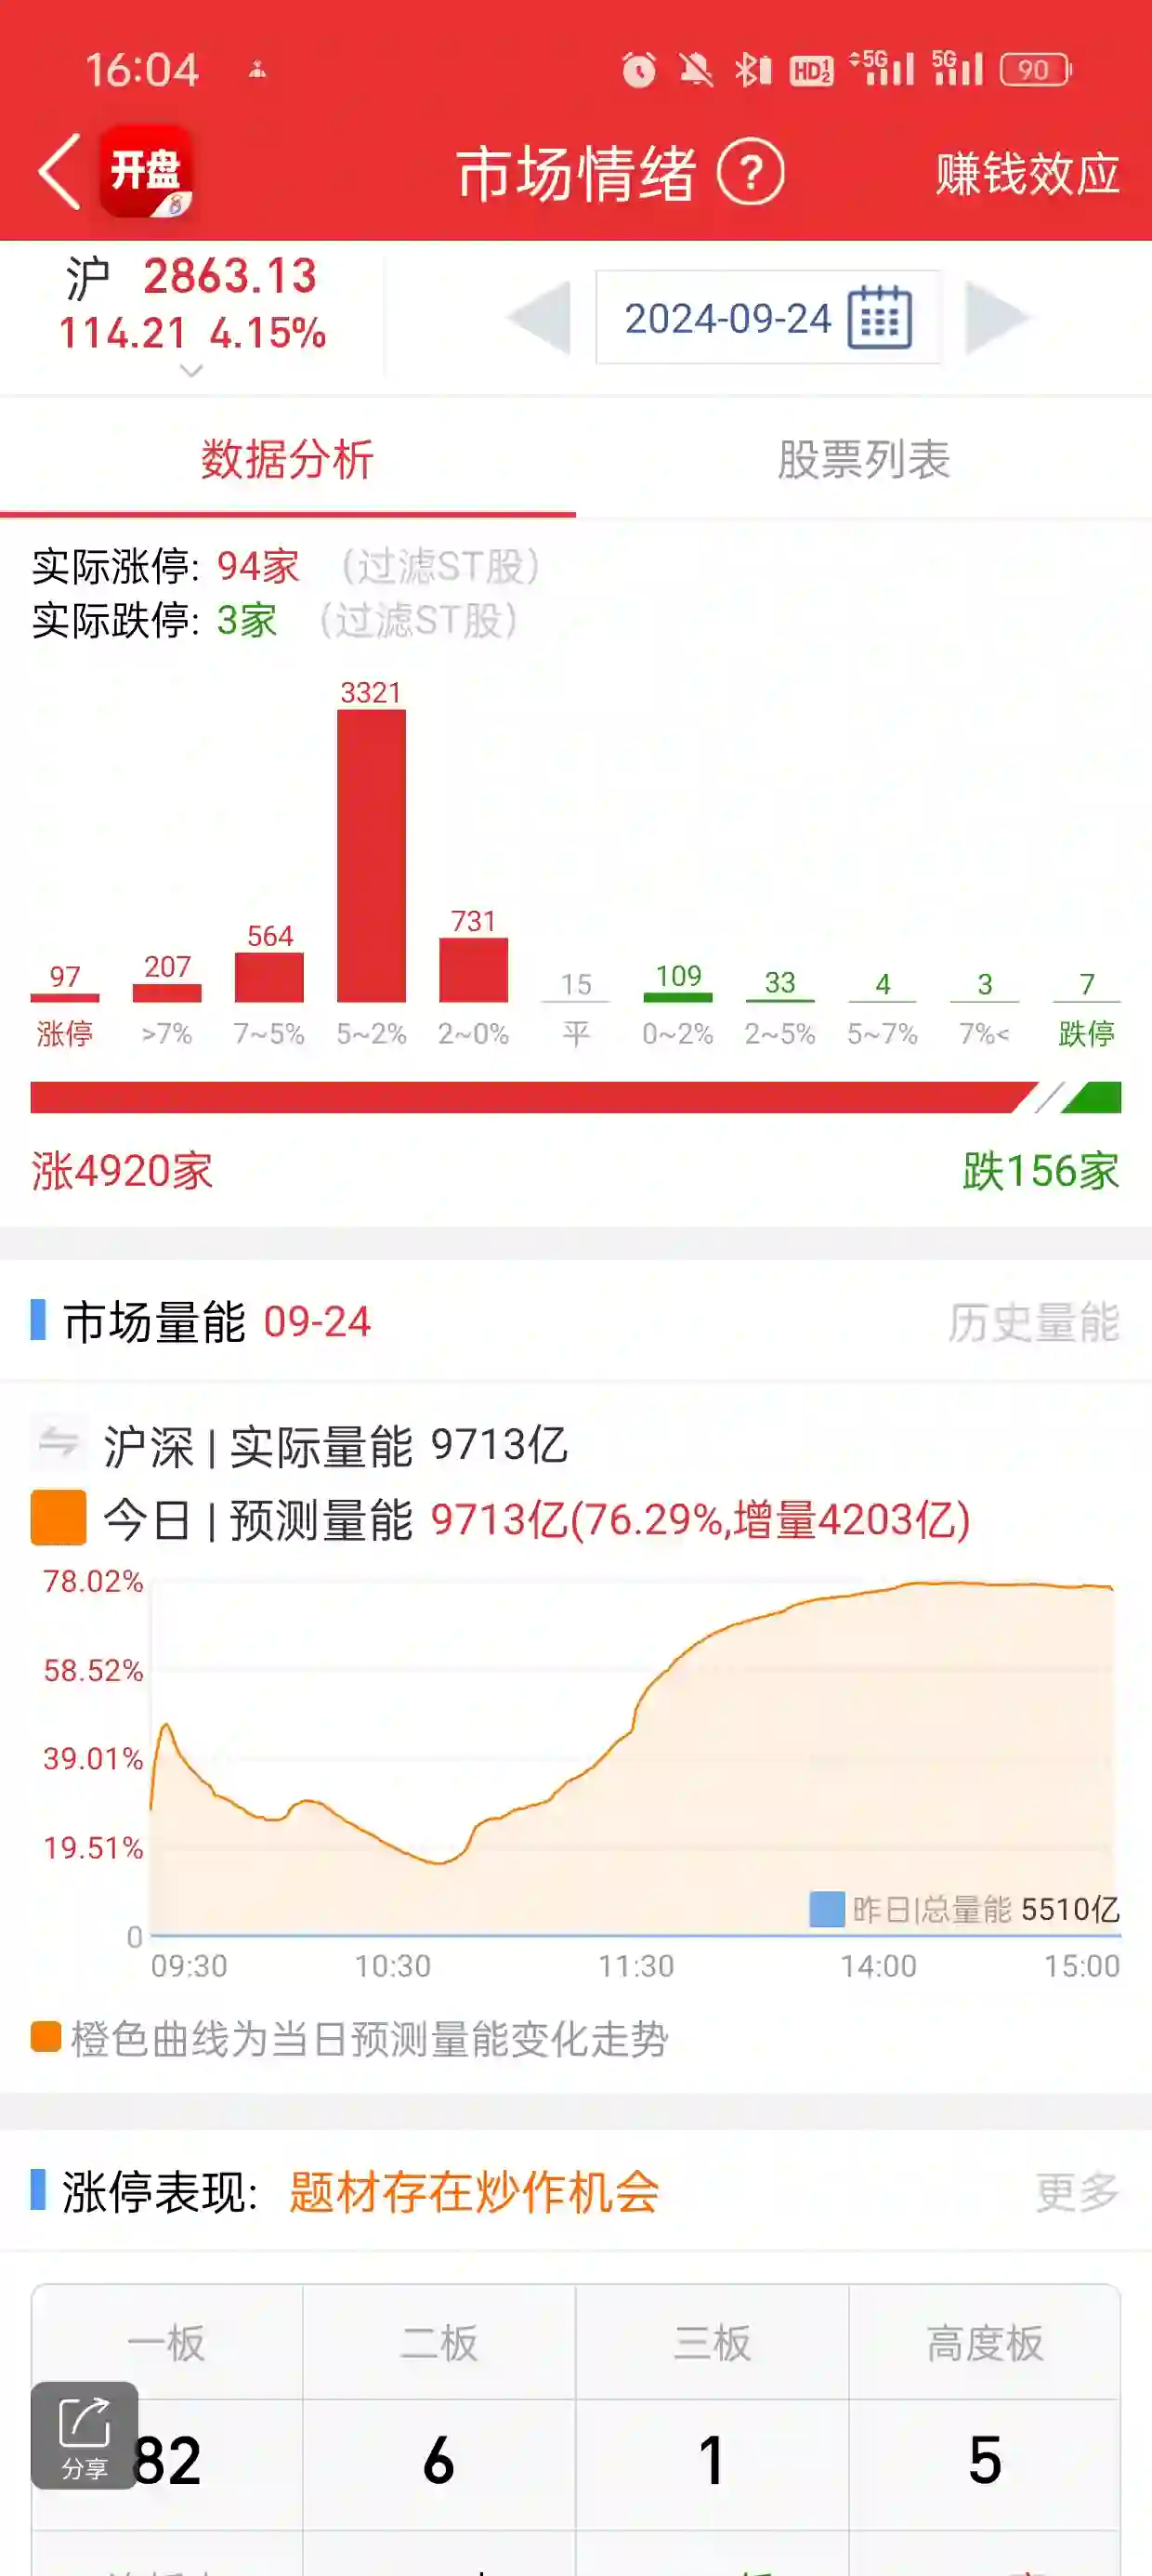 16:04
HD1 2 5G 5G 90
开盘 市场情绪 ? 赚钱效应
沪 2863.13
114.21 4.15%
2024-09-24
数据分析 股票列表
实际涨停: 94家 (过滤ST股)
实际跌停: 3家 (过滤ST股)
97 207 564 3321 731 15 109 33 4 3 7
涨停 >7% 7~5% 5~2% 2~0% 平 0~2% 2~5% 5~7% 7%< 跌停
涨4920家 跌156家
市场量能 09-24 历史量能
沪深 | 实际量能 9713亿
今日 | 预测量能 9713亿(76.29%,增量4203亿)
78.02%
58.52%
39.01%
19.51%
昨日|总量能 5510亿
0
09:30 10:30 11:30 14:00 15:00
橙色曲线为当日预测量能变化走势
涨停表现: 题材存在炒作机会 更多
一板 二板 三板 高度板
82 6 1 5
分享